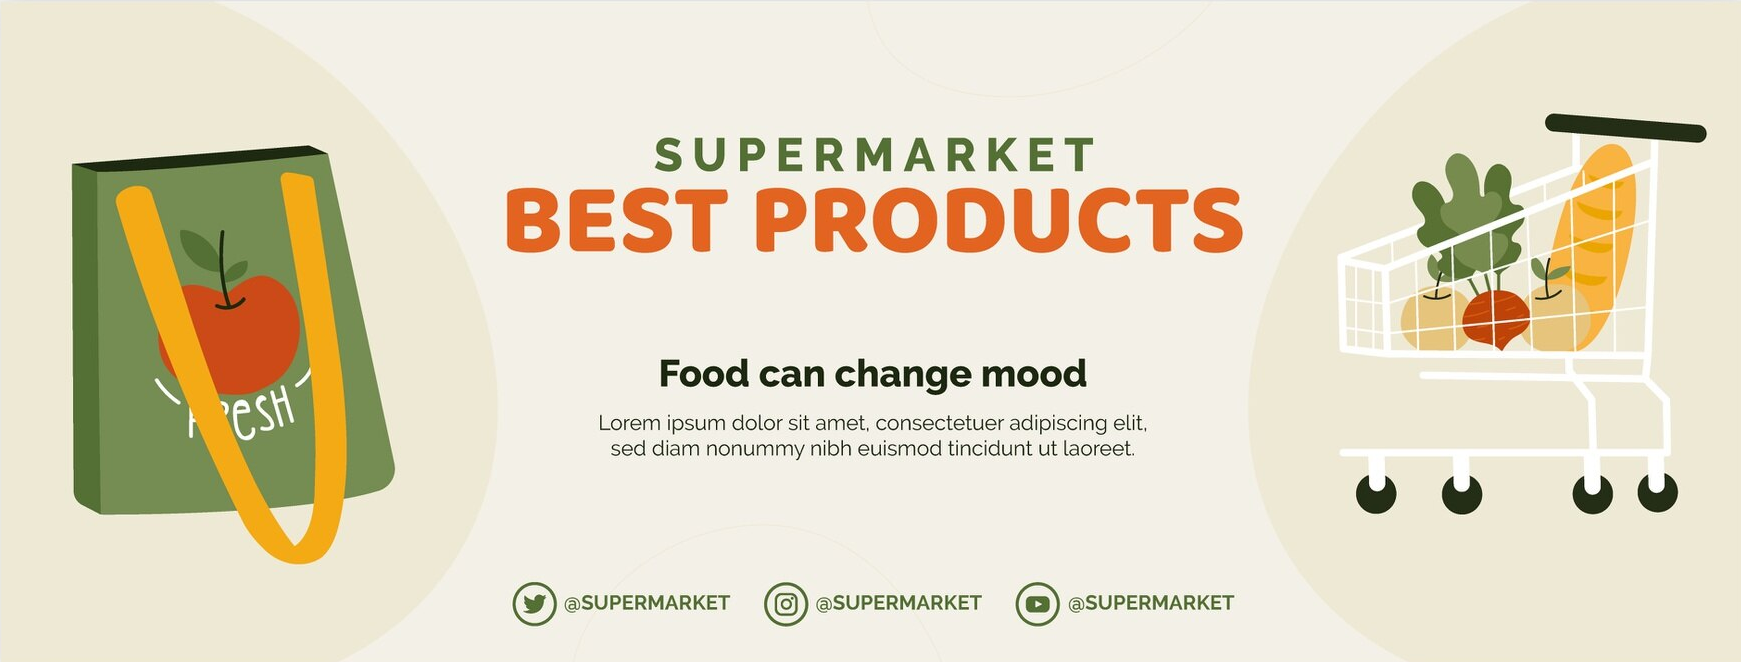 SUPERMARKET
BEST PRODUCTS
FRESH
Food can change mood
Lorem ipsum dolor sit amet, consectetuer adipiscing elit,
sed diam nonummy nibh euismod tincidunt ut laoreet.
@SUPERMARKET @SUPERMARKET @SUPERMARKET